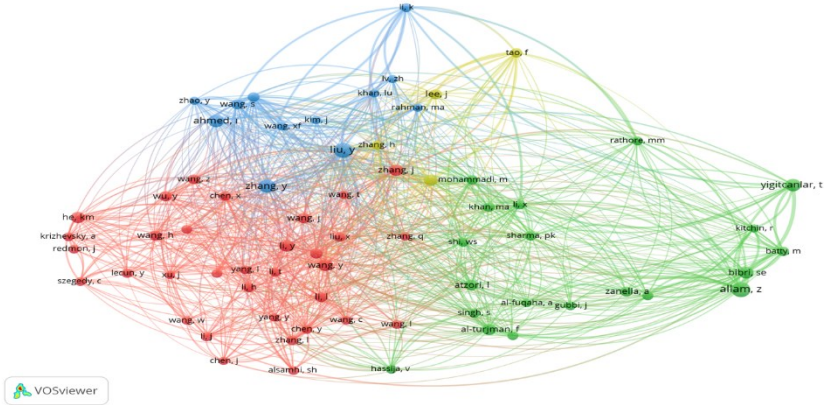 li, k
tao, f
lv, zh
khan, lu
lee, j
zhao, y
wang, s
rahman, ma
ahmed, i
wang, xf
kim, j
rathore, mm
liu, y
zhang, h
zhang, j
wang, z
zhang, y
mohammadi, m
yigitcanlar, t
wu, y
chen, x
wang, t
khan, ma
li, x
he, km
wang, j
kitchin, r
krizhevsky, a
wang, h
liu, x
zhang, q
shi, ws
sharma, pk
redmon, j
li, y
batty, m
lecun, y
xu, j
yang, l
li, t
wang, y
bibri, se
szegedy, c
li, h
atzori, l
allam, z
li, l
al-fuqaha, a
gubbi, j
zanella, a
wang, w
yang, y
wang, c
wang, l
singh, s
li, j
chen, y
al-turjman, f
zhang, l
chen, j
alsamhi, sh
hassija, v
VOSviewer